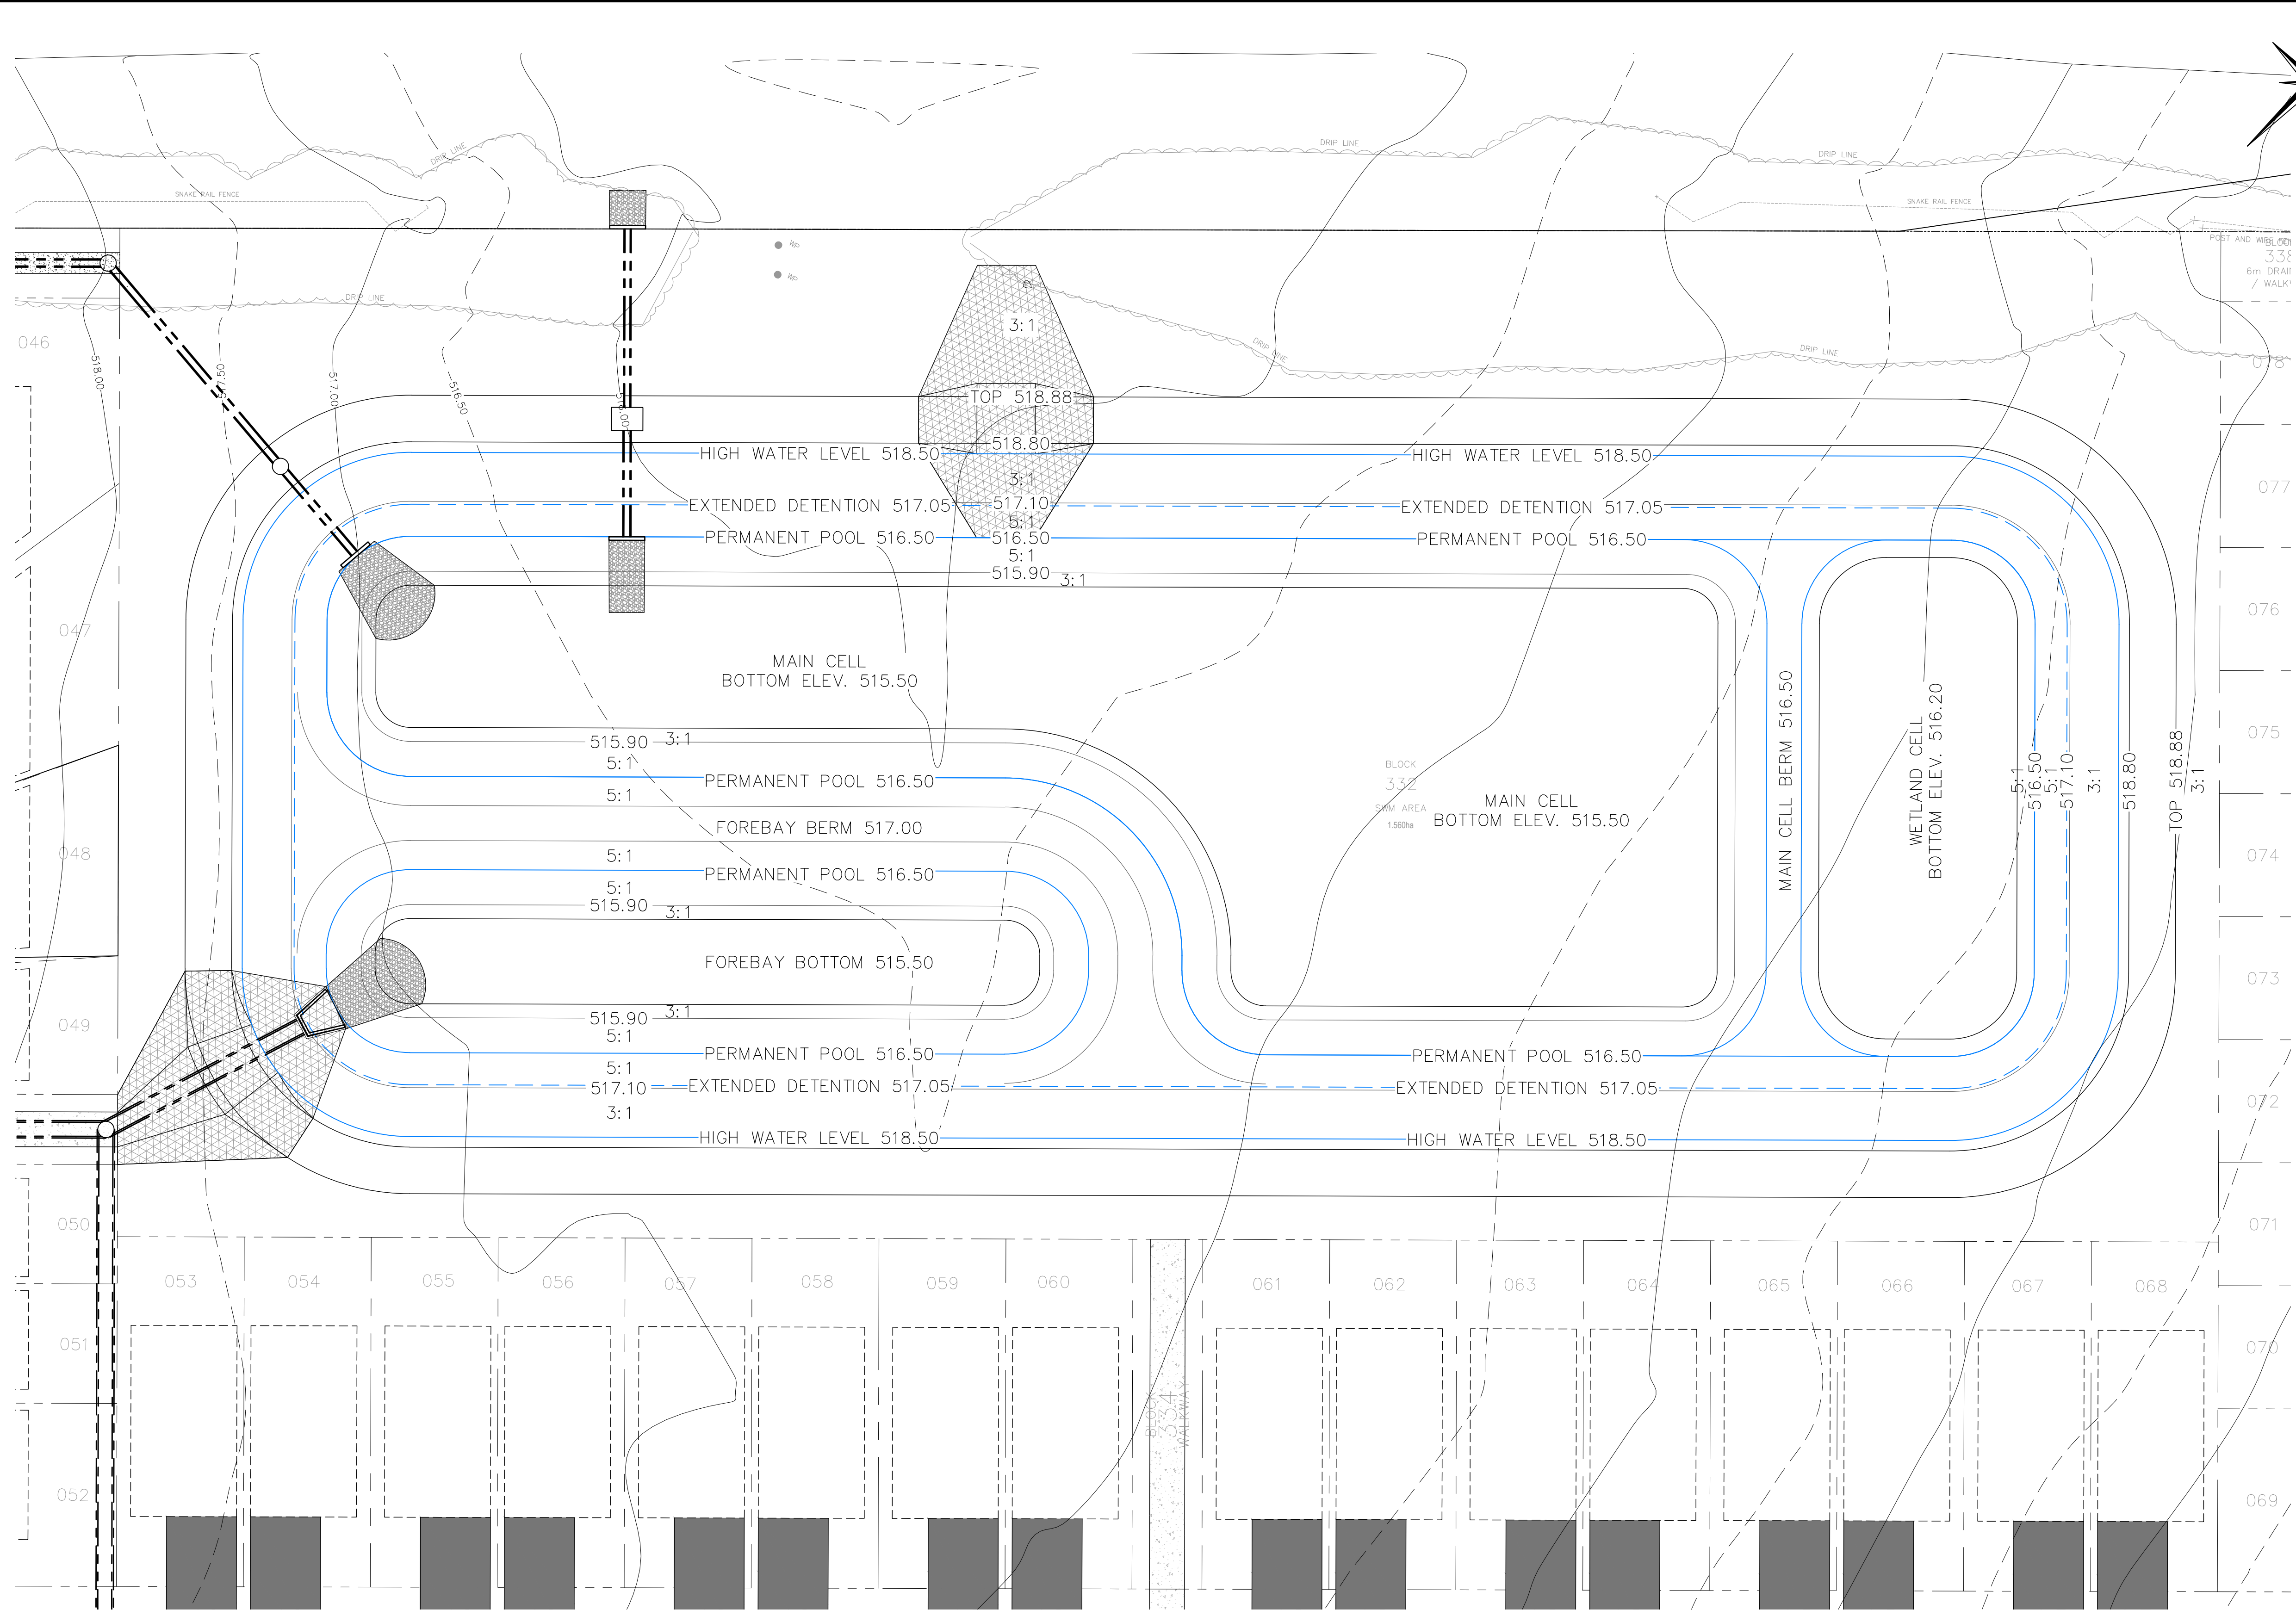 DRIP LINE
DRIP LINE
DRIP LINE
SNAKE RAIL FENCE
SNAKE RAIL FENCE
WP
WP
POST AND WIRE
338
6m
DRIP LINE
3:1
046
DRIP LINE
DRIP LINE
518.00
517.50
517.00
516.50
516.00
TOP 518.88
518.80
HIGH WATER LEVEL 518.50
HIGH WATER LEVEL 518.50
3:1
EXTENDED DETENTION 517.05
517.10
EXTENDED DETENTION 517.05
5:1
PERMANENT POOL 516.50
516.50
PERMANENT POOL 516.50
5:1
515.90
3:1
077
076
047
MAIN CELL
BOTTOM ELEV. 515.50
515.90
3:1
5:1
PERMANENT POOL 516.50
5:1
FOREBAY BERM 517.00
BLOCK
332
SWM AREA
1.560ha
MAIN CELL
BOTTOM ELEV. 515.50
MAIN CELL BERM 516.50
WETLAND CELL
BOTTOM ELEV. 516.20
5:1
516.50
5:1
517.10
3:1
518.80
TOP 518.88
3:1
075
074
048
5:1
PERMANENT POOL 516.50
5:1
515.90
3:1
FOREBAY BOTTOM 515.50
073
049
515.90
3:1
5:1
PERMANENT POOL 516.50
PERMANENT POOL 516.50
5:1
517.10
EXTENDED DETENTION 517.05
EXTENDED DETENTION 517.05
3:1
072
HIGH WATER LEVEL 518.50
HIGH WATER LEVEL 518.50
050
071
053
054
055
056
057
058
059
060
061
062
063
064
065
066
067
068
051
070
BLOCK
334
WALKWAY
052
069